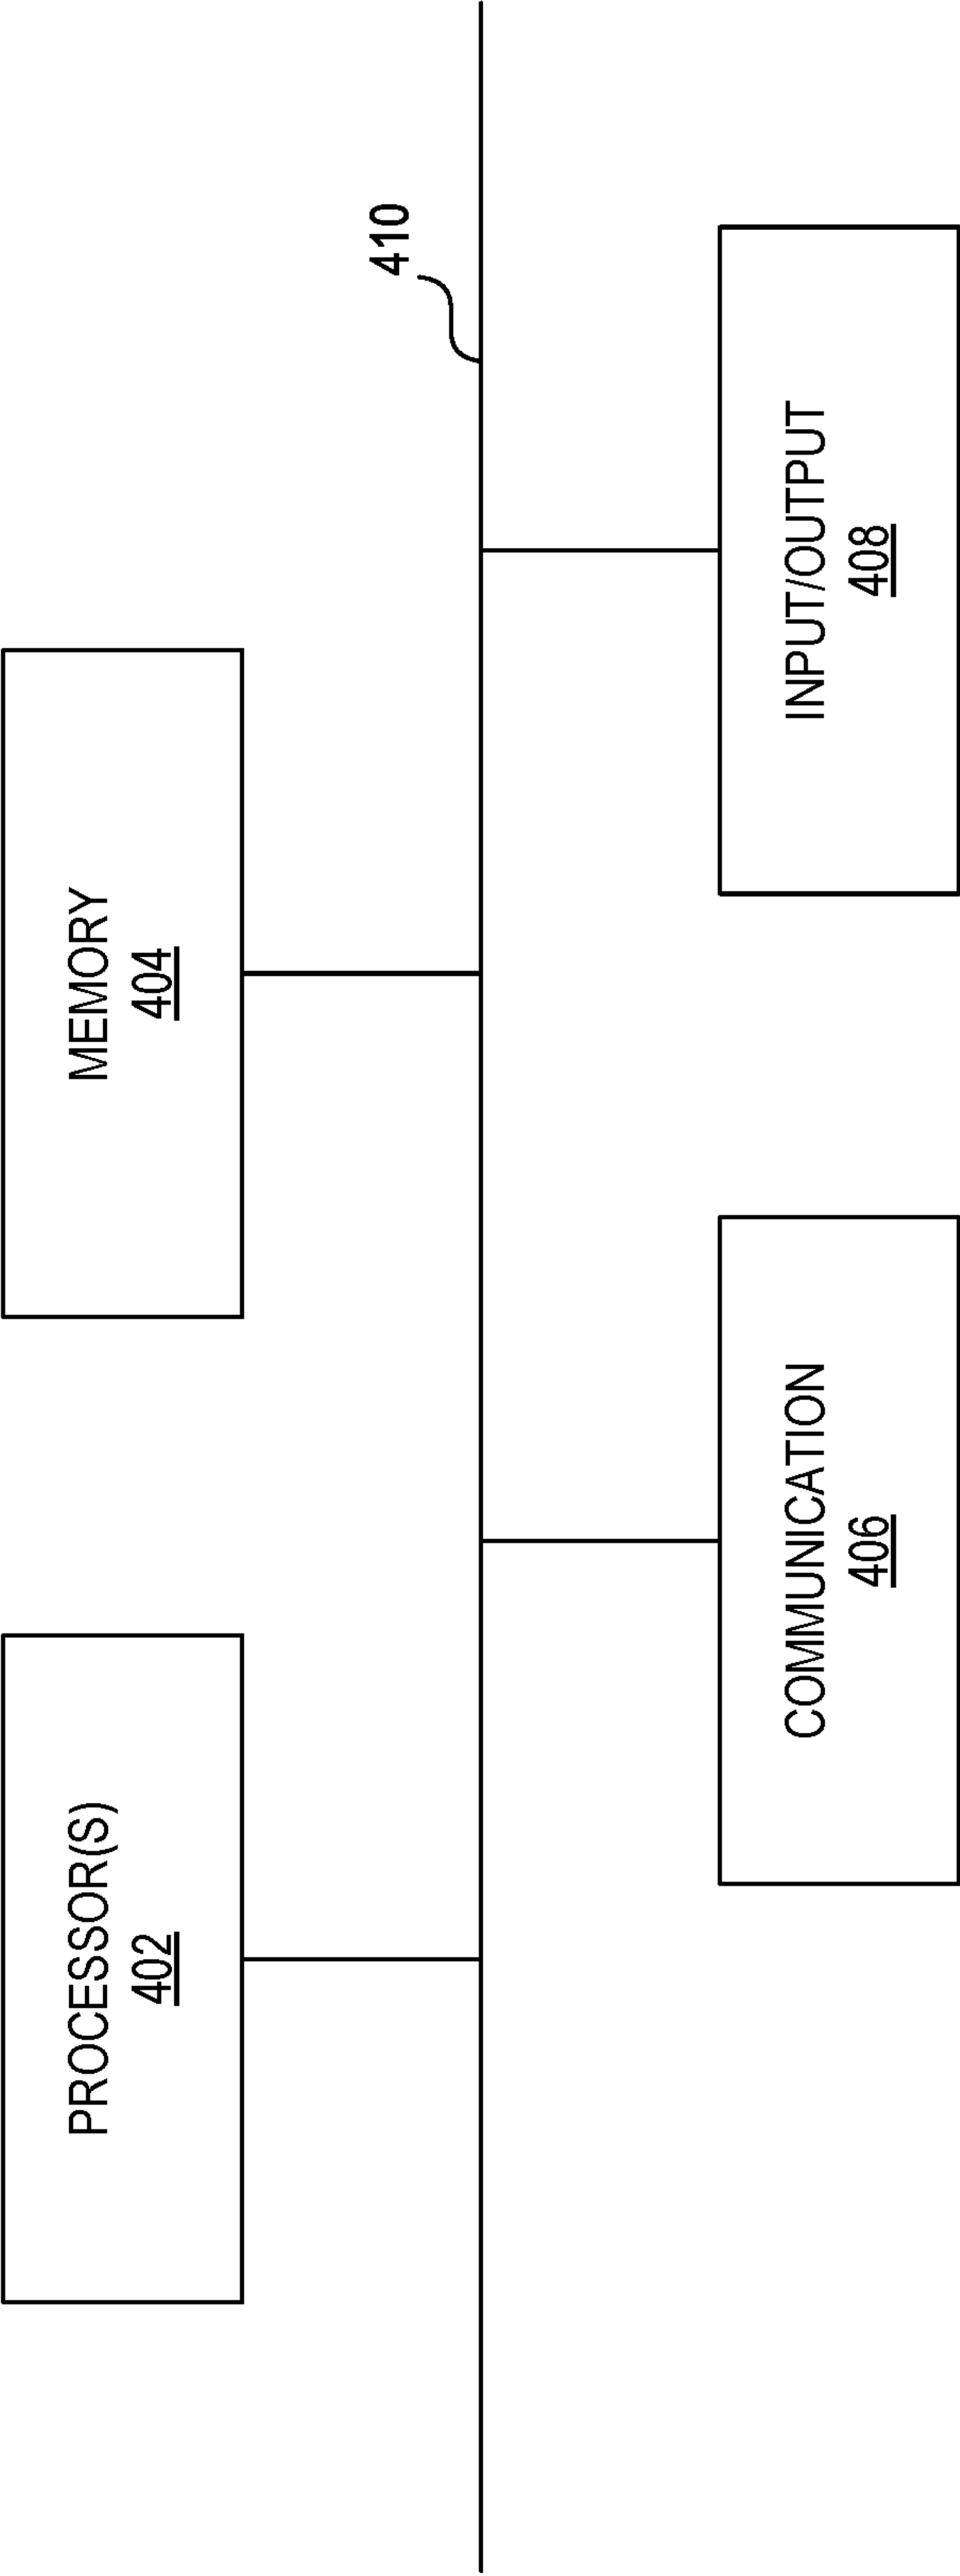 PROCESSOR(S)
402
MEMORY
404
410
COMMUNICATION
406
INPUT/OUTPUT
408